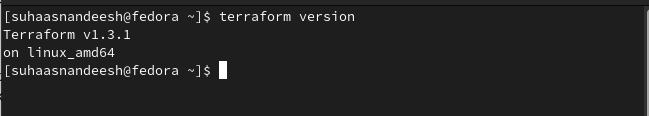 [suhaasnandeesh@fedora ~]$ terraform version
Terraform v1.3.1
on linux_amd64
[suhaasnandeesh@fedora ~]$